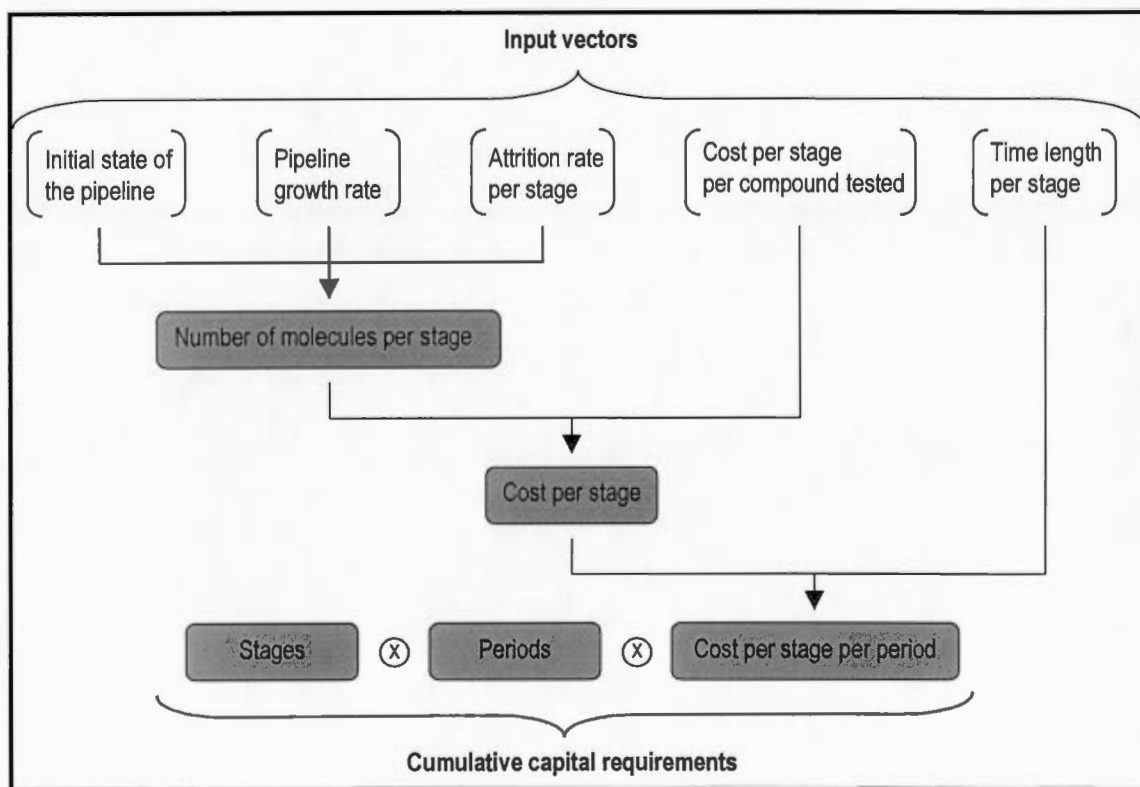 Input vectors
Initial state of
the pipeline
Pipeline
growth rate
Attrition rate
per stage
Cost per stage
per compound tested
Time length
per stage
Number of molecules per stage
Cost per stage
Stages X Periods X Cost per stage per period
Cumulative capital requirements